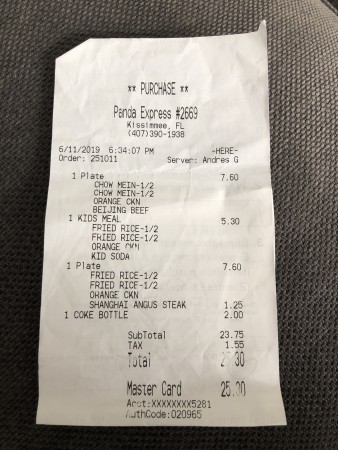 ** PURCHASE **
Panda Express #2669
Kissimmee, FL
(407)390-1938
6/11/2019 6:34:07 PM -HERE-
Order: 251011 Server: Andres G
1 Plate 7.60
CHOW MEIN-1/2
CHOW MEIN-1/2
ORANGE CKN
BEIJING BEEF
1 KIDS MEAL 5.30
FRIED RICE-1/2
FRIED RICE-1/2
ORANGE CKN
KID SODA
1 Plate 7.60
FRIED RICE-1/2
FRIED RICE-1/2
ORANGE CKN
SHANGHAI ANGUS STEAK 1.25
1 COKE BOTTLE 2.00
SubTotal 23.75
TAX 1.55
Total
Master Card
Acct:XXXXXXXX5281
AuthCode:020965